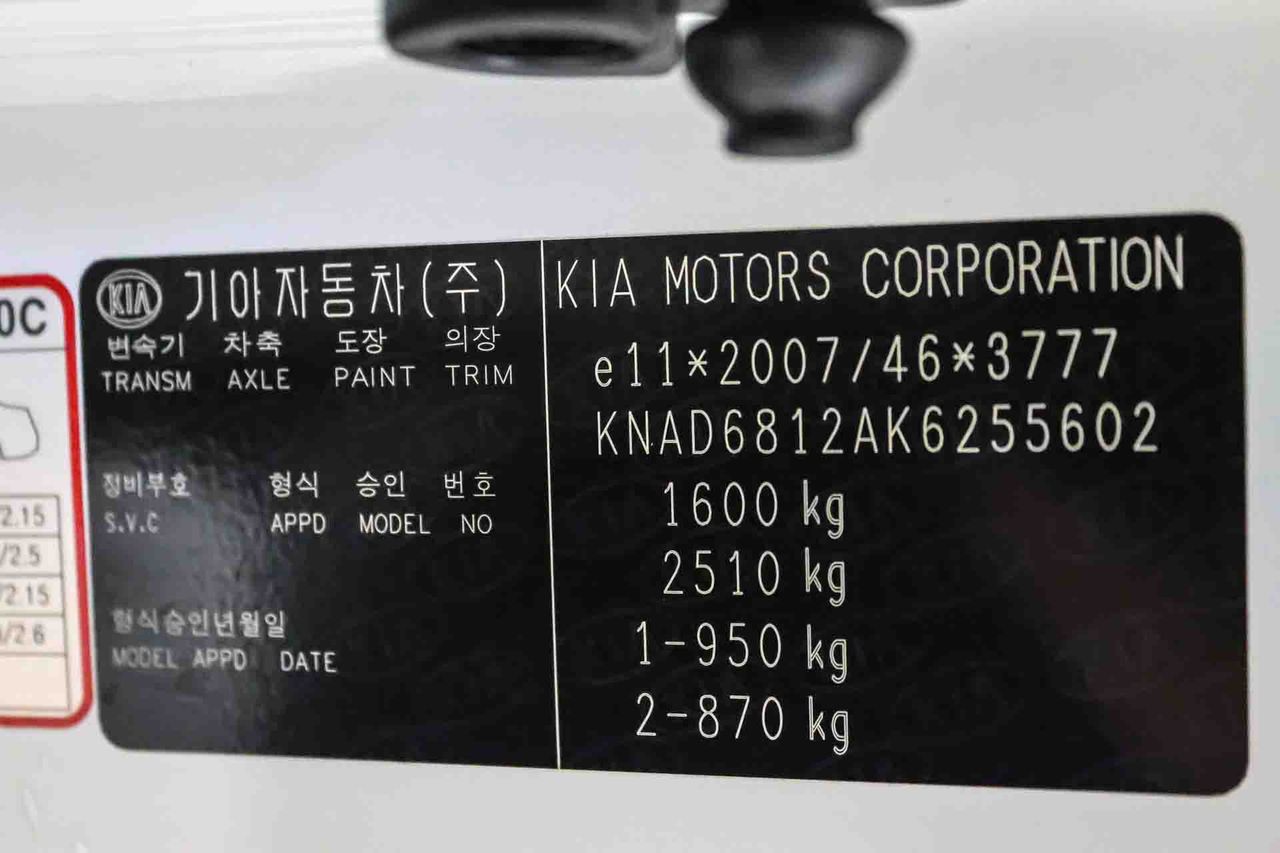 0C
2.15
/2.5
2.15
/2.6
KIA 기아자동차(주)
변속기 차축 도장 의장
TRANSM AXLE PAINT TRIM
정비부호 형식 승인 번호
S.V.C APPD MODEL NO
형식승인년월일
MODEL APPD DATE
KIA MOTORS CORPORATION
e11*2007/46*3777
KNAD6812AK6255602
1600 kg
2510 kg
1-950 kg
2-870 kg